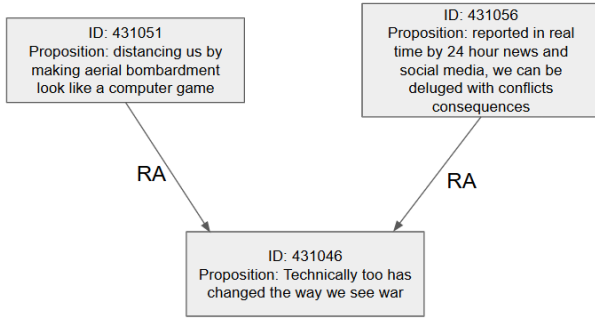 ID: 431051
Proposition: distancing us by
making aerial bombardment
look like a computer game
ID: 431056
Proposition: reported in real
time by 24 hour news and
social media, we can be
deluged with conflicts
consequences
RA
RA
ID: 431046
Proposition: Technically too has
changed the way we see war